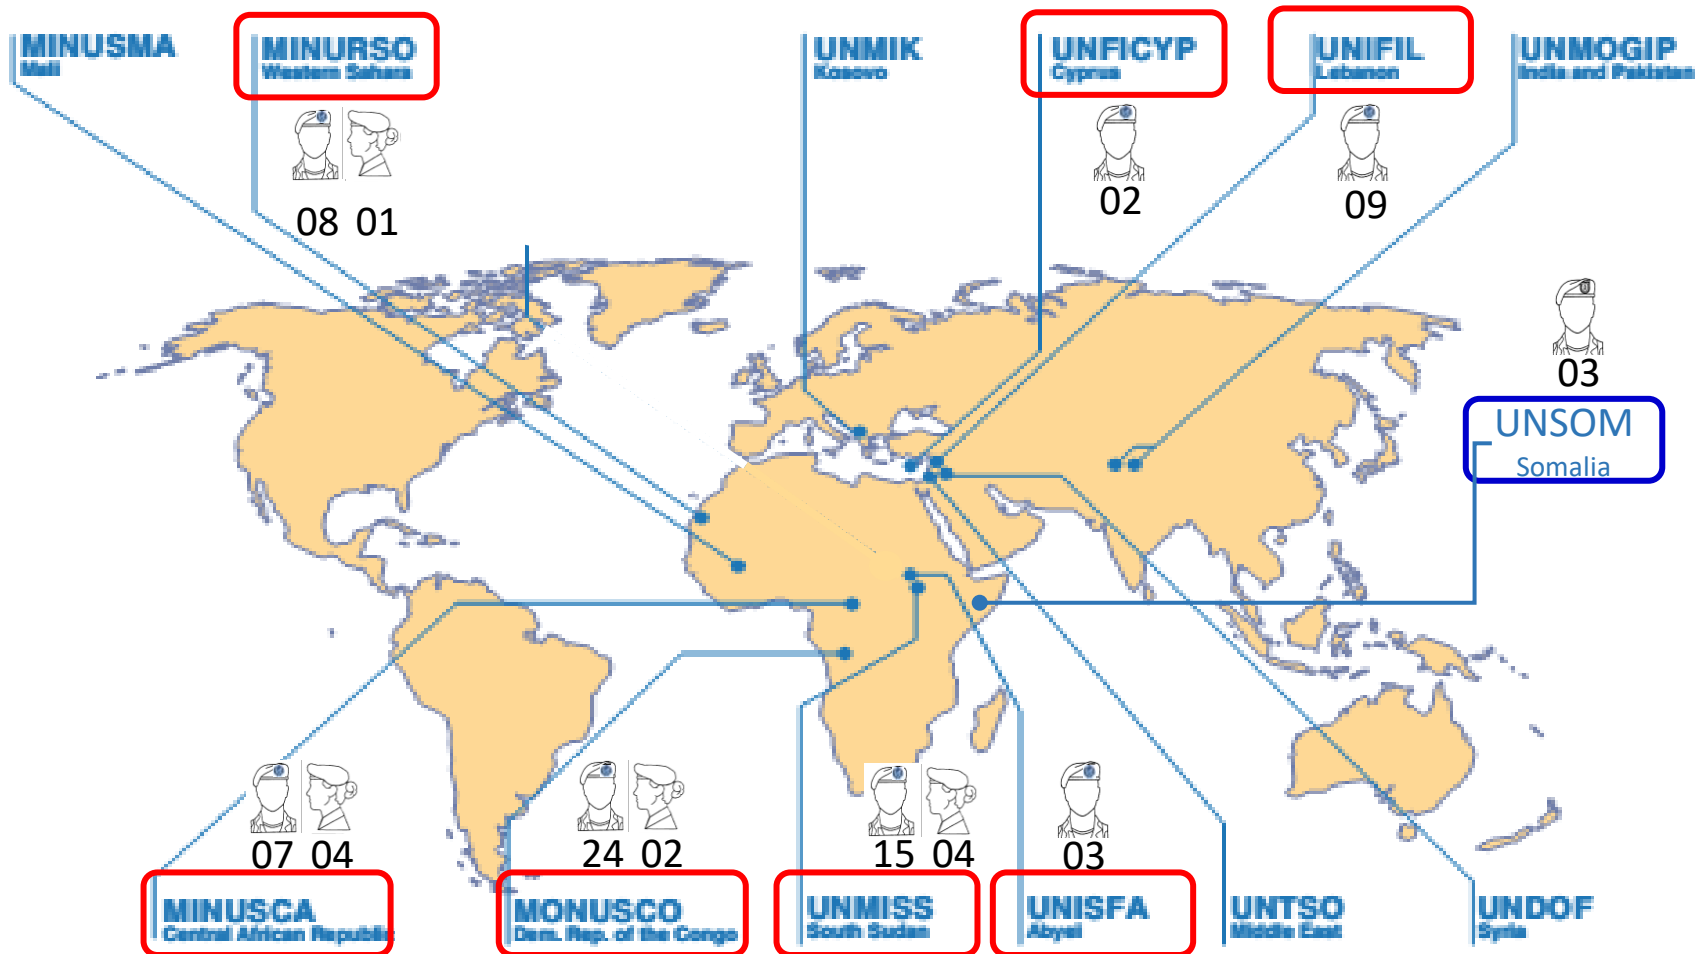 MINUSMA
Mali
MINURSO
Western Sahara
UNMIK
Kosovo
UNFICYP
Cyprus
UNIFIL
Lebanon
UNMOGIP
India and Pakistan
08 01
02
09
03
UNSOM
Somalia
07 04
24 02
15 04
03
MINUSCA
Central African Republic
MONUSCO
Dem. Rep. of the Congo
UNMISS
South Sudan
UNISFA
Abyei
UNTSO
Middle East
UNDOF
Syria